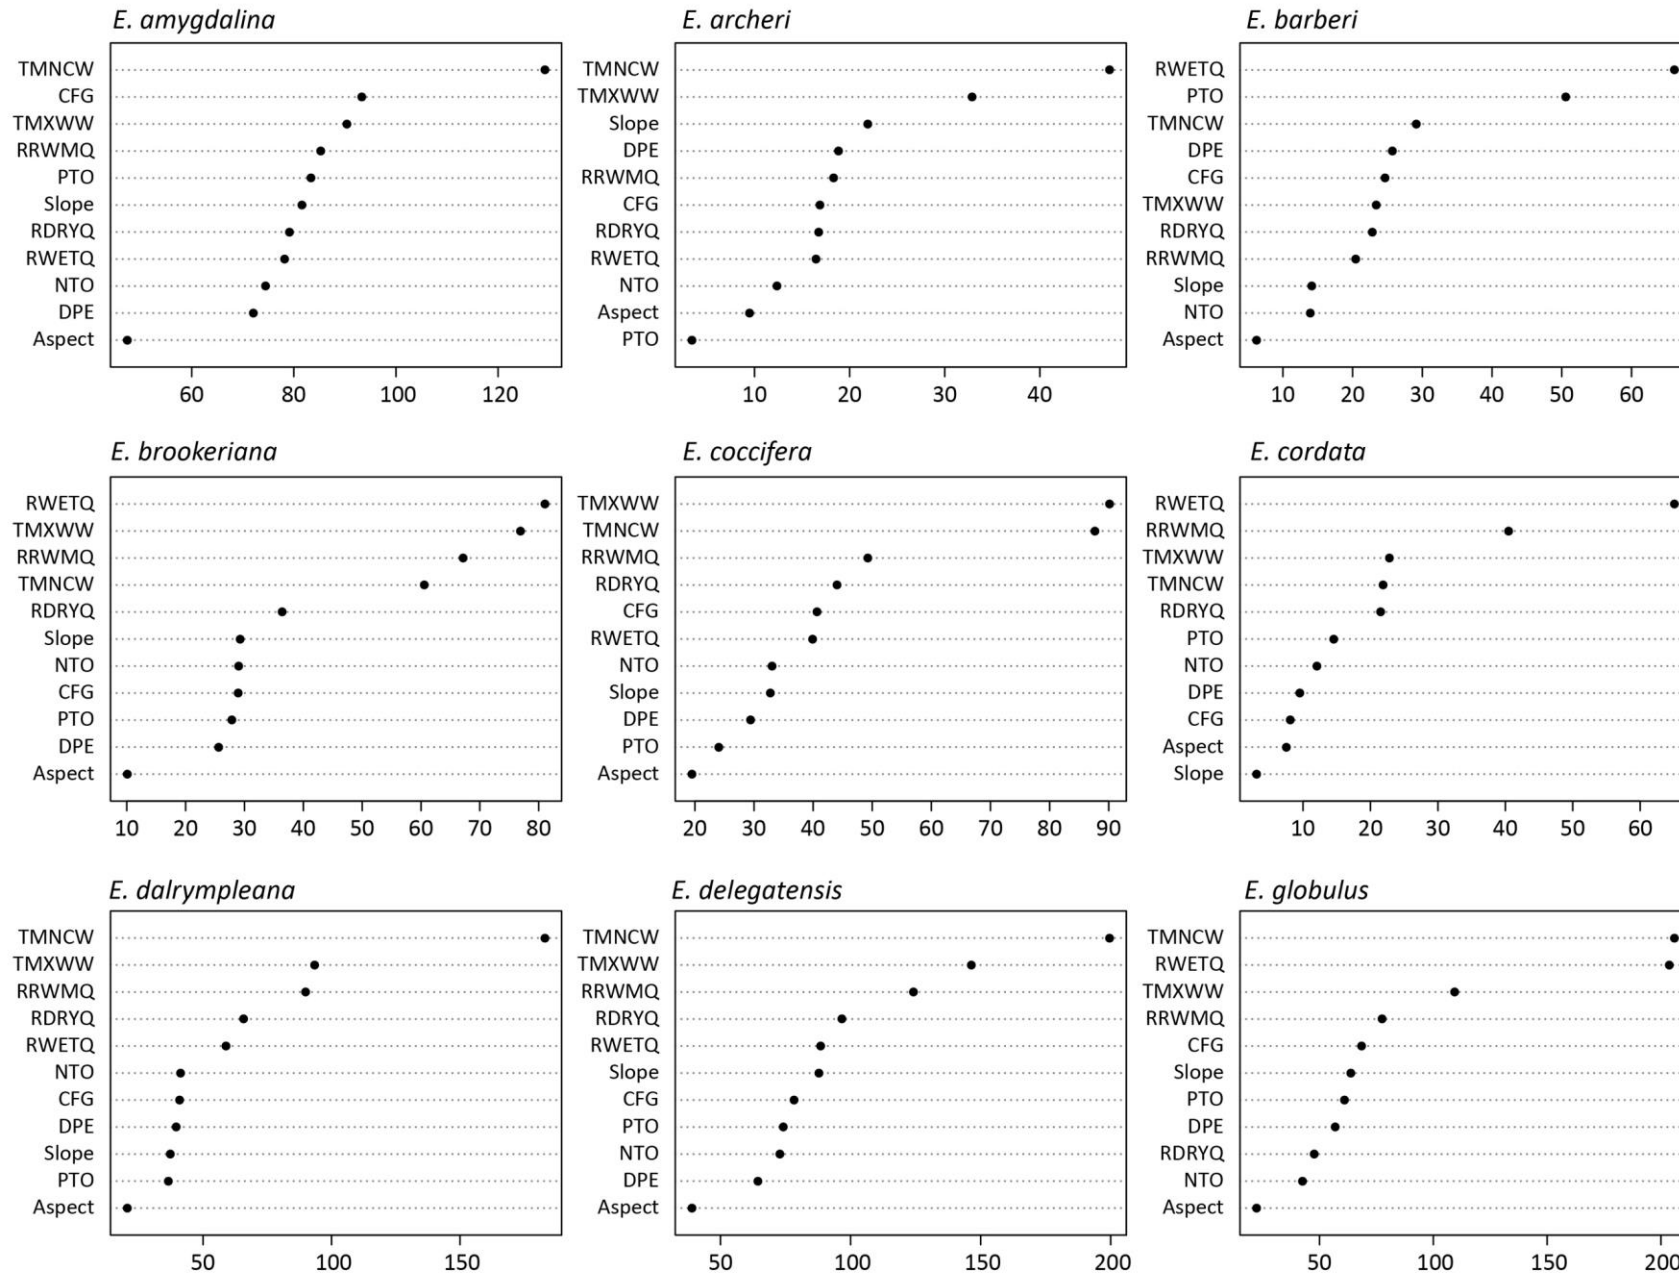 E. amygdalina
TMNCW
CFG
TMXWW
RRWMQ
PTO
Slope
RDRYQ
RWETQ
NTO
DPE
Aspect
60 80 100 120
E. archeri
TMNCW
TMXWW
Slope
DPE
RRWMQ
CFG
RDRYQ
RWETQ
NTO
Aspect
PTO
10 20 30 40
E. barberi
RWETQ
PTO
TMNCW
DPE
CFG
TMXWW
RDRYQ
RRWMQ
Slope
NTO
Aspect
10 20 30 40 50 60
E. brookeriana
RWETQ
TMXWW
RRWMQ
TMNCW
RDRYQ
Slope
NTO
CFG
PTO
DPE
Aspect
10 20 30 40 50 60 70 80
E. coccifera
TMXWW
TMNCW
RRWMQ
RDRYQ
CFG
RWETQ
NTO
Slope
DPE
PTO
Aspect
20 30 40 50 60 70 80 90
E. cordata
RWETQ
RRWMQ
TMXWW
TMNCW
RDRYQ
PTO
NTO
DPE
CFG
Aspect
Slope
10 20 30 40 50 60
E. dalrympleana
TMNCW
TMXWW
RRWMQ
RDRYQ
RWETQ
NTO
CFG
DPE
Slope
PTO
Aspect
50 100 150
E. delegatensis
TMNCW
TMXWW
RRWMQ
RDRYQ
RWETQ
Slope
CFG
PTO
NTO
DPE
Aspect
50 100 150 200
E. globulus
TMNCW
RWETQ
TMXWW
RRWMQ
CFG
Slope
PTO
DPE
RDRYQ
NTO
Aspect
50 100 150 200